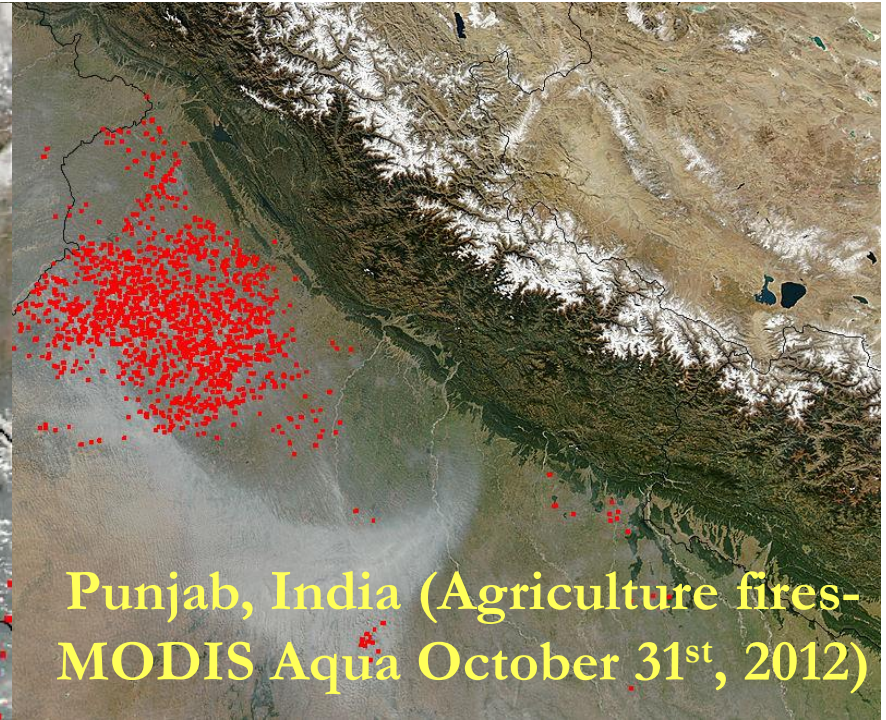 Punjab, India (Agriculture fires-
MODIS Aqua October 31st, 2012)